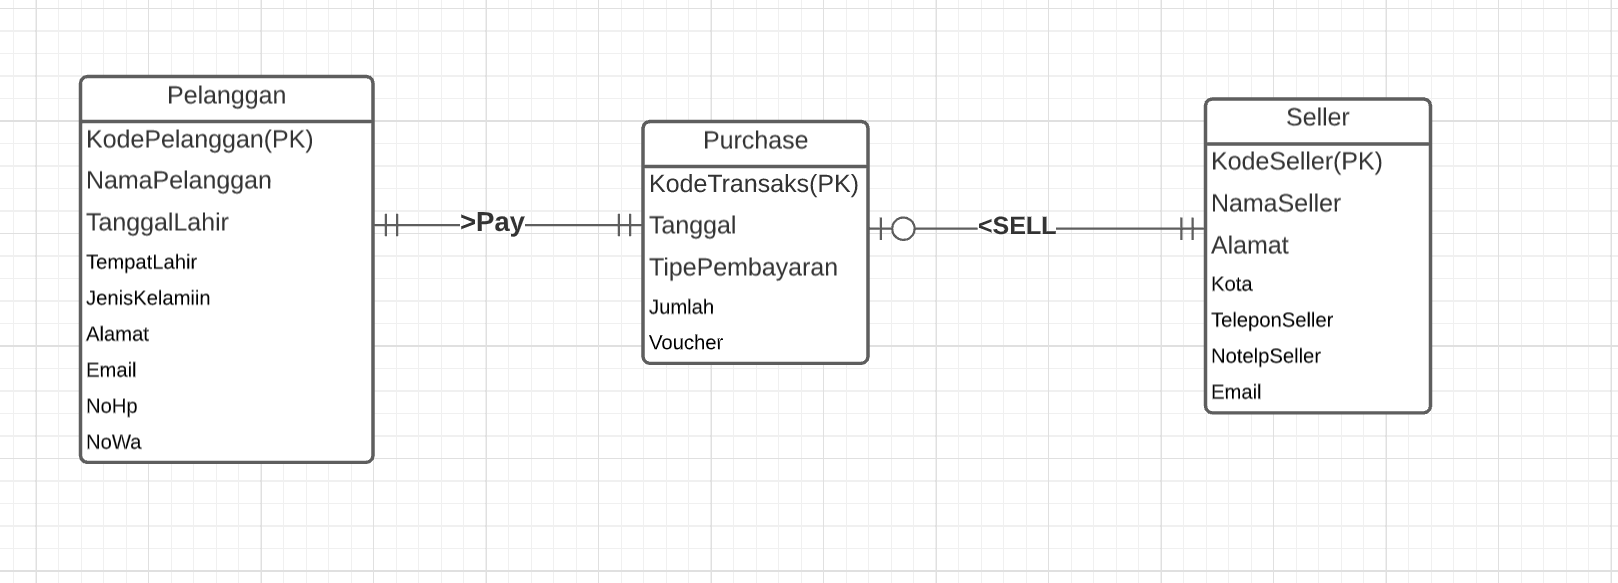 Pelanggan
KodePelanggan(PK)
NamaPelanggan
TanggalLahir
TempatLahir
JenisKelamiin
Alamat
Email
NoHp
NoWa
>Pay
Purchase
KodeTransaks(PK)
Tanggal
TipePembayaran
Jumlah
Voucher
<SELL
Seller
KodeSeller(PK)
NamaSeller
Alamat
Kota
TeleponSeller
NotelpSeller
Email